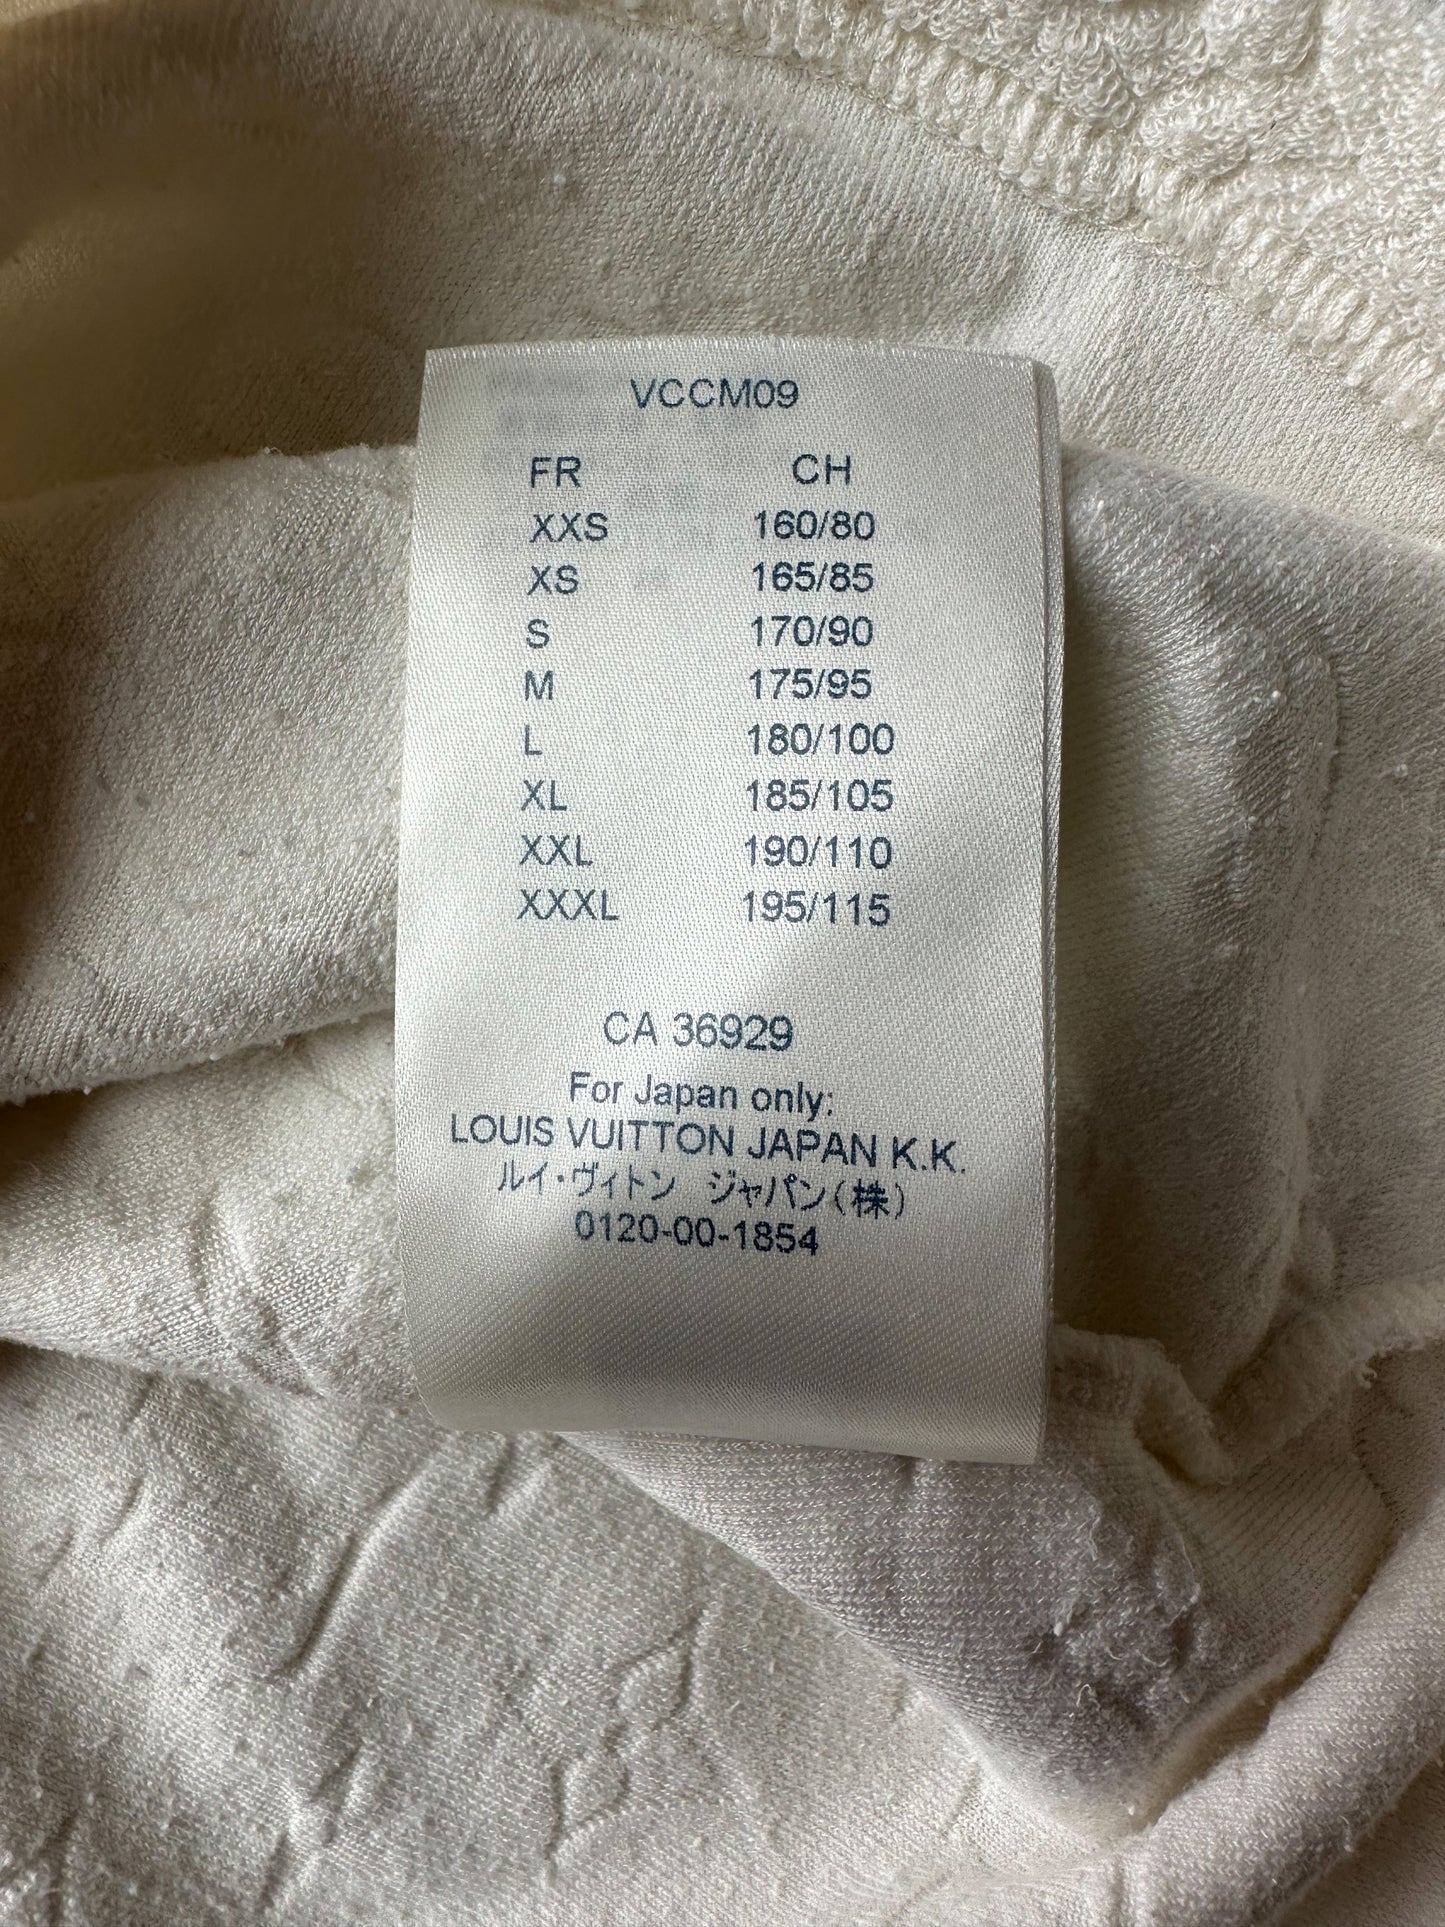 VCCM09
FR CH
XXS 160/80
XS 165/85
S 170/90
M 175/95
L 180/100
XL 185/105
XXL 190/110
XXXL 195/115
CA 36929
For Japan only:
LOUIS VUITTON JAPAN K.K.
ルイ・ヴィトン ジャパン(株)
0120-00-1854